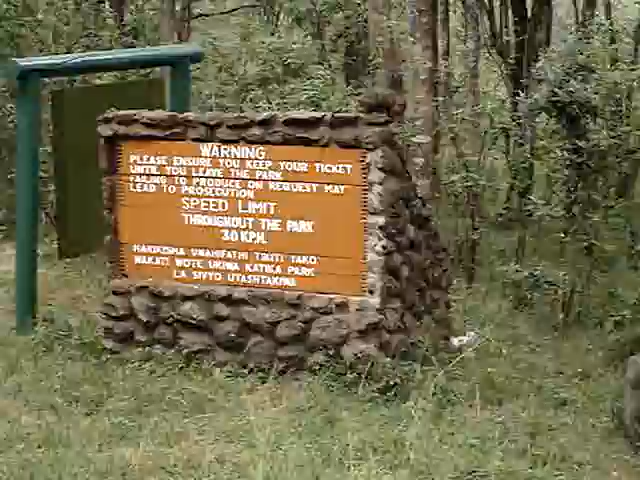 WARNING
PLEASE ENSURE YOU KEEP YOUR TICKET
UNTIL YOU LEAVE THE PARK
FAILING TO PRODUCE ON REQUEST MAY
LEAD TO PROSECUTION
SPEED LIMIT
THROUGHOUT THE PARK
30 KPH.
HAKIKISHA UMAHIFATHI TIKITI YAKO
WAKATI WOTE UKIWA KATIKA PARK
LA SIVYO UTASHTAKIWA